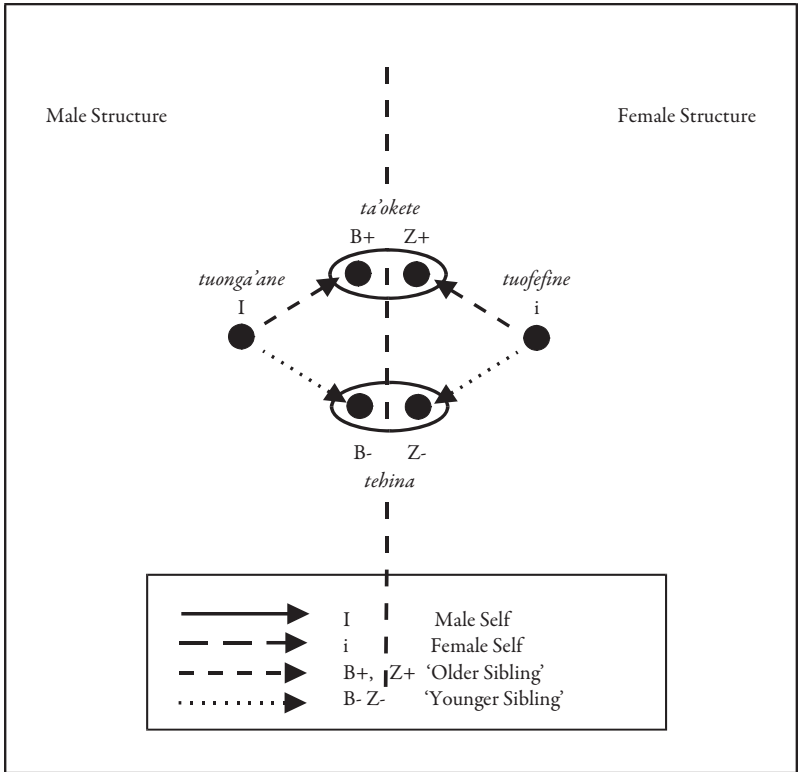 Male Structure Female Structure
ta’okete
B+ Z+
tuonga’ane tuofefine
I i
B- Z-
tehina
I Male Self
i Female Self
B+, Z+ ‘Older Sibling’
B- Z- ‘Younger Sibling’